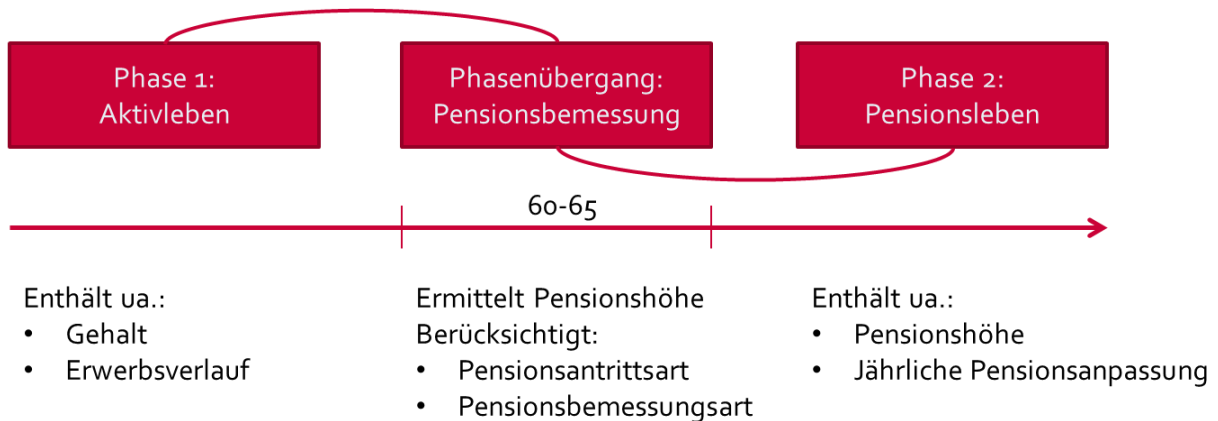 Phase 1:
Aktivleben
Phasenübergang:
Pensionsbemessung
Phase 2:
Pensionsleben
60-65
Enthält ua.:
• Gehalt
• Erwerbsverlauf
Ermittelt Pensionshöhe
Berücksichtigt:
• Pensionsantrittsart
• Pensionsbemessungsart
Enthält ua.:
• Pensionshöhe
• Jährliche Pensionsanpassung